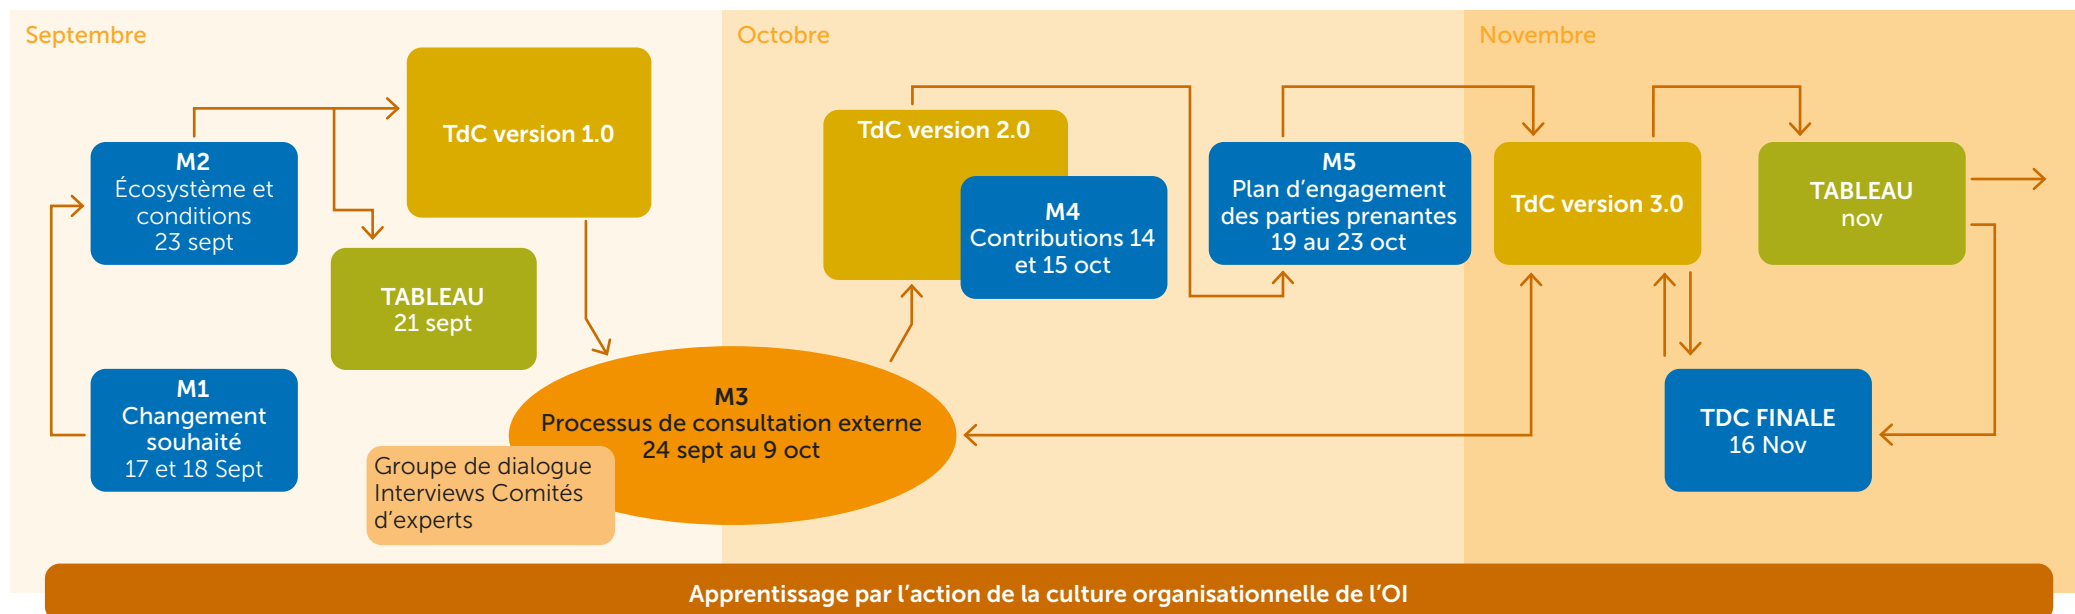 Septembre
Octobre
Novembre
TdC version 1.0
M2
Écosystème et
conditions
23 sept
TABLEAU
21 sept
M1
Changement
souhaité
17 et 18 Sept
M3
Processus de consultation externe
24 sept au 9 oct
Groupe de dialogue
Interviews Comités
d’experts
TdC version 2.0
M4
Contributions 14
et 15 oct
M5
Plan d’engagement
des parties prenantes
19 au 23 oct
TdC version 3.0
TABLEAU
nov
TDC FINALE
16 Nov
Apprentissage par l’action de la culture organisationnelle de l’OI